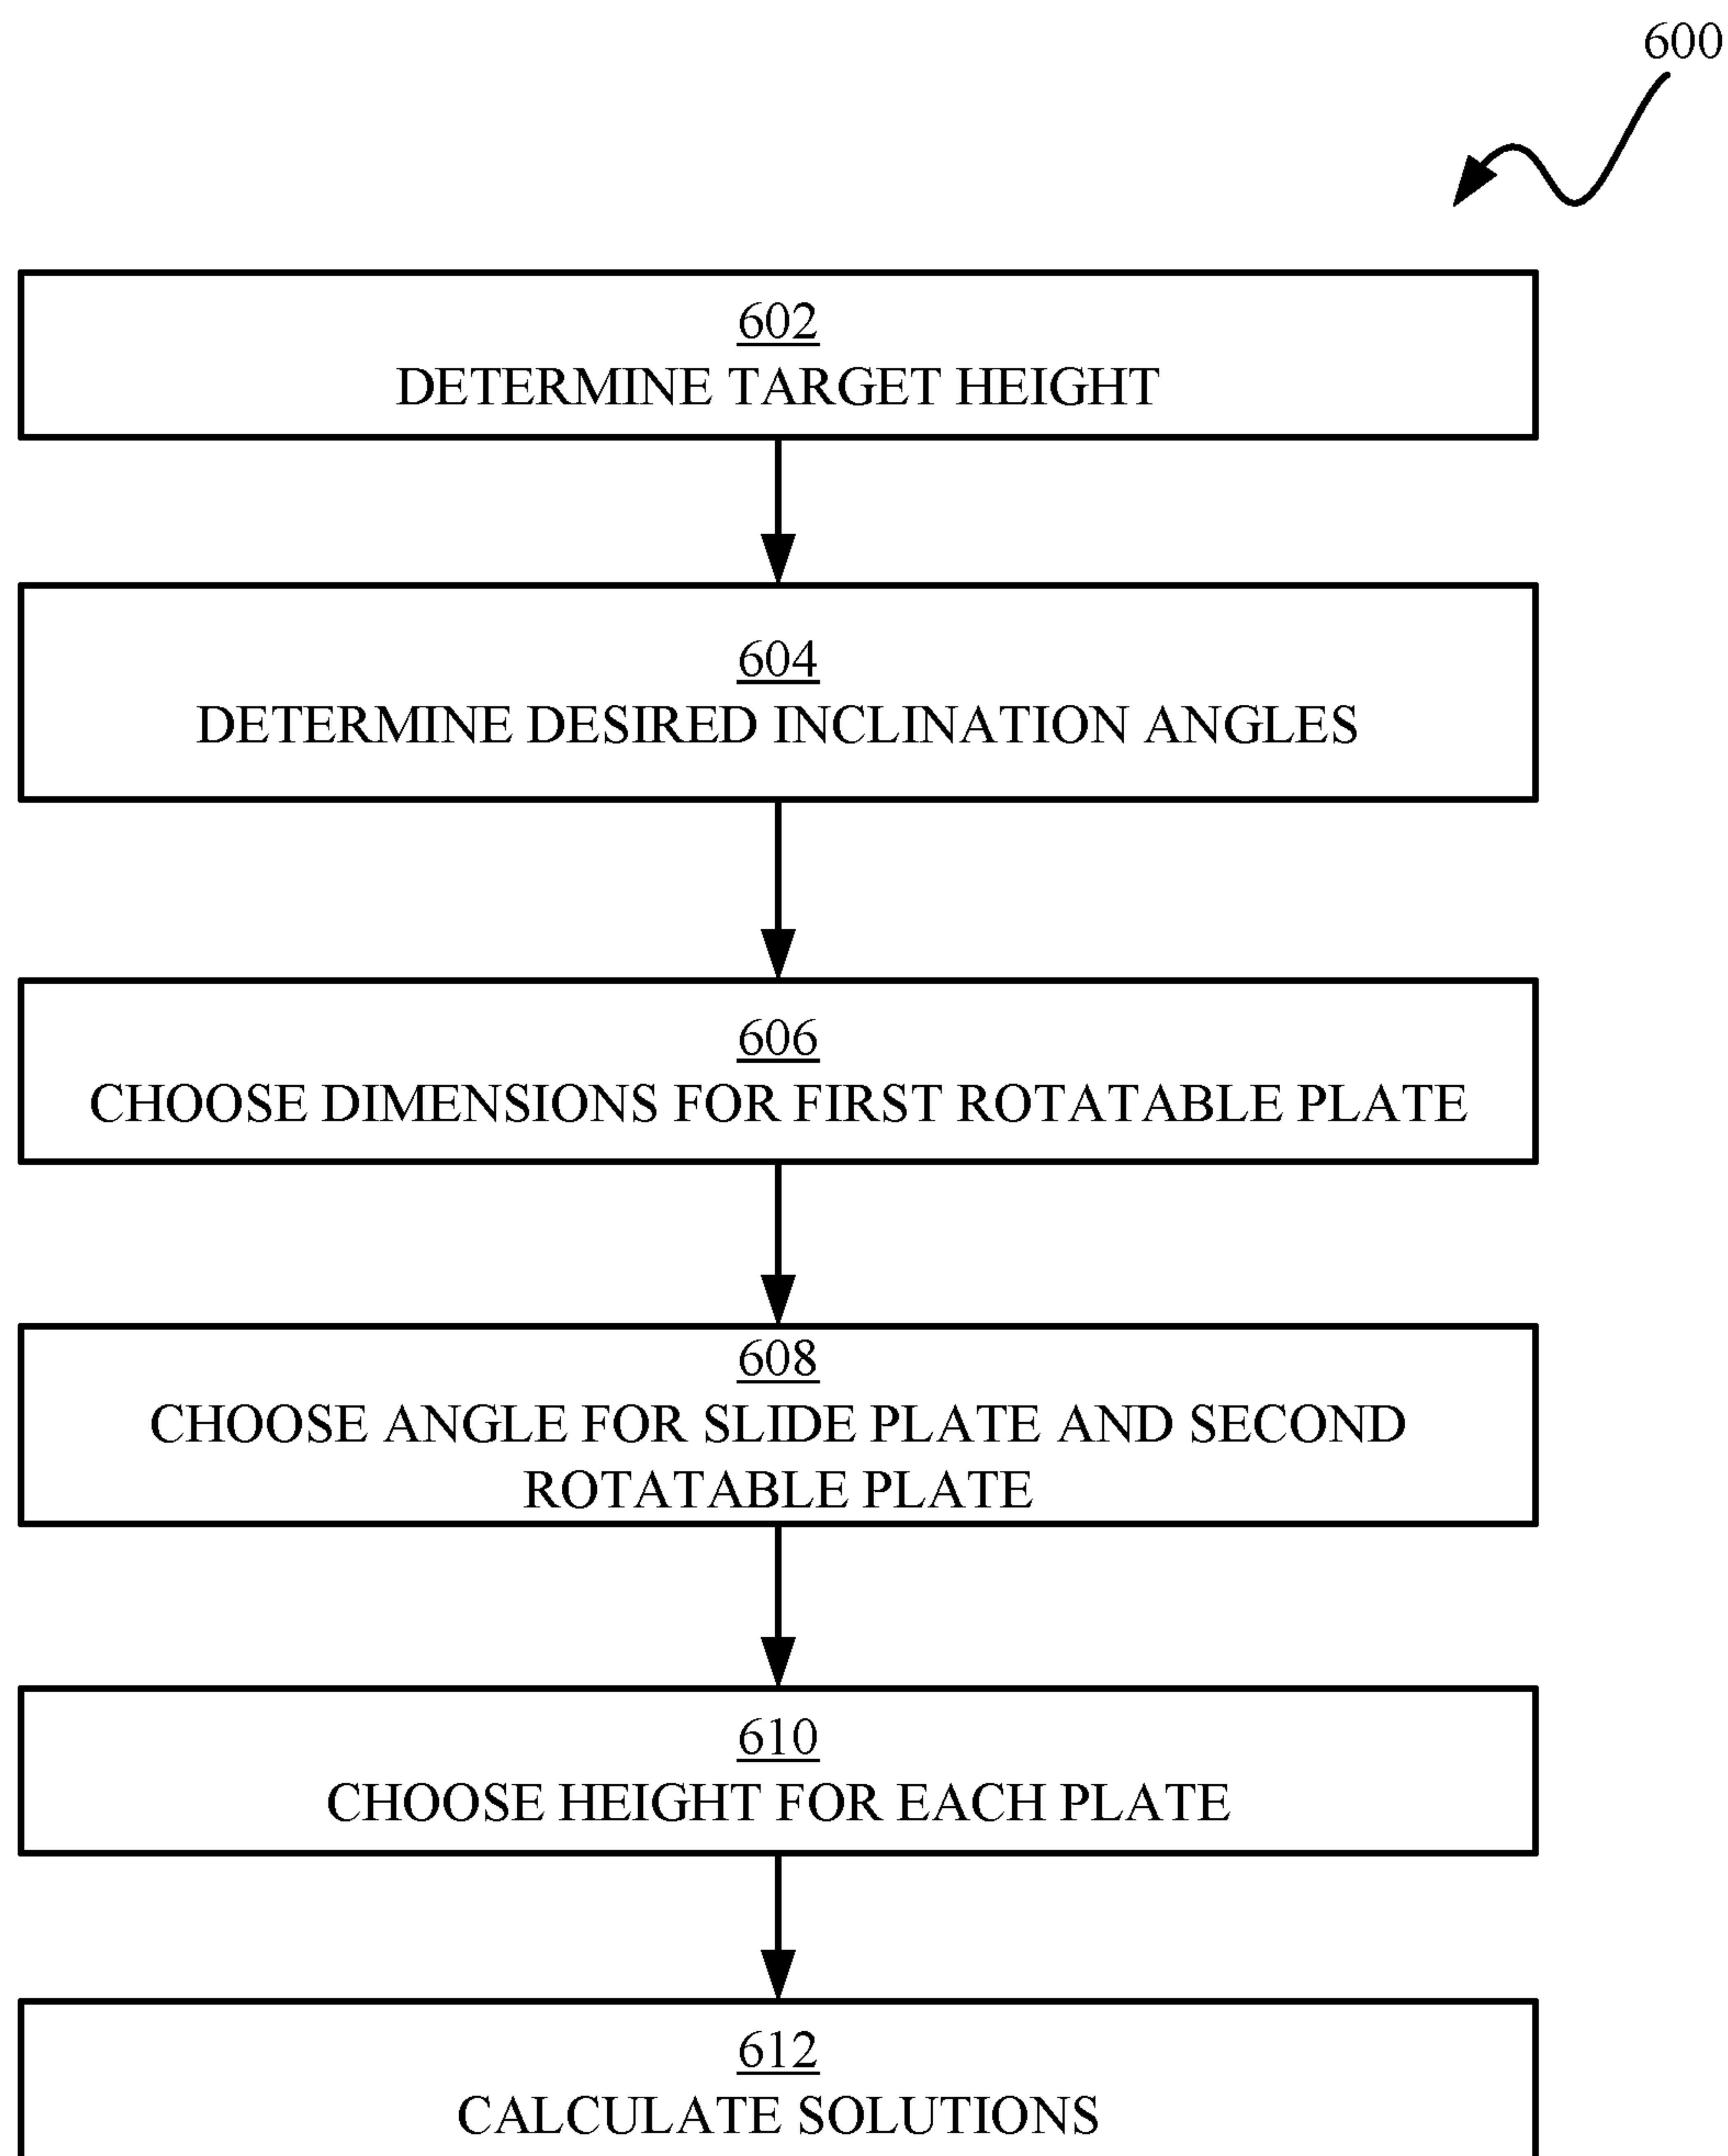 600
602
DETERMINE TARGET HEIGHT
604
DETERMINE DESIRED INCLINATION ANGLES
606
CHOOSE DIMENSIONS FOR FIRST ROTATABLE PLATE
608
CHOOSE ANGLE FOR SLIDE PLATE AND SECOND
ROTATABLE PLATE
610
CHOOSE HEIGHT FOR EACH PLATE
612
CALCULATE SOLUTIONS